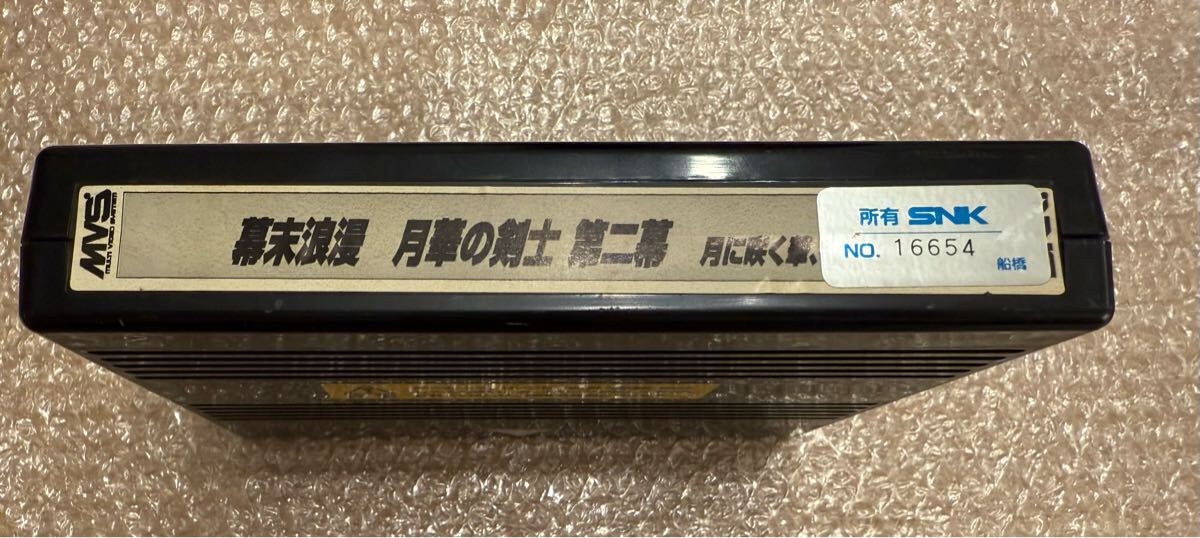 MVS
MULTI VIDEO SYSTEM
幕末浪漫 月華の剣士 第二幕 月に咲く華、
所有 SNK
NO. 16654
船橋